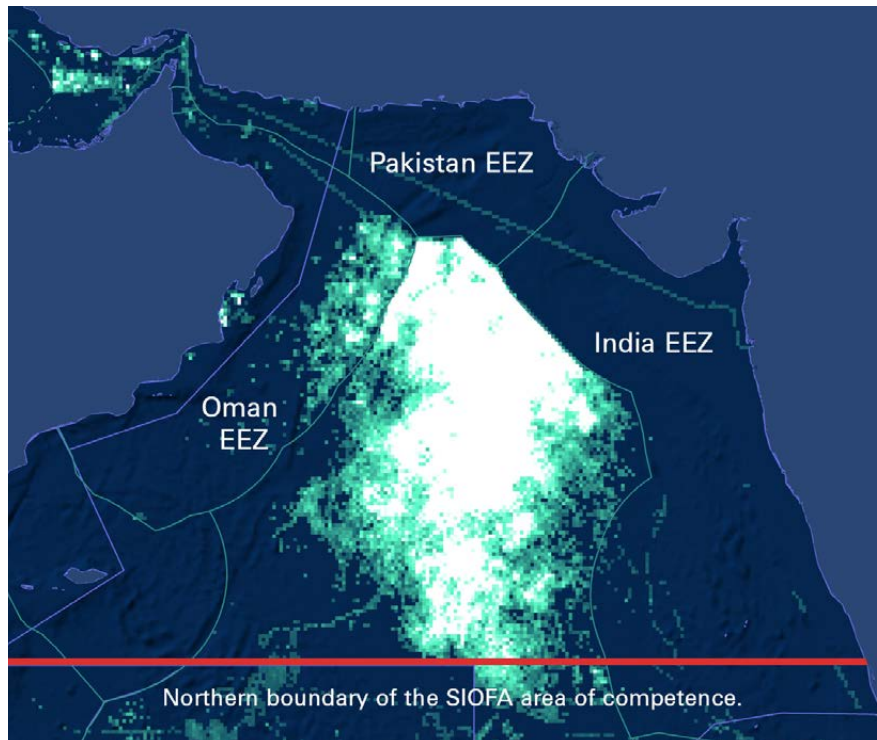 Pakistan EEZ
India EEZ
Oman
EEZ
Northern boundary of the SIOFA area of competence.